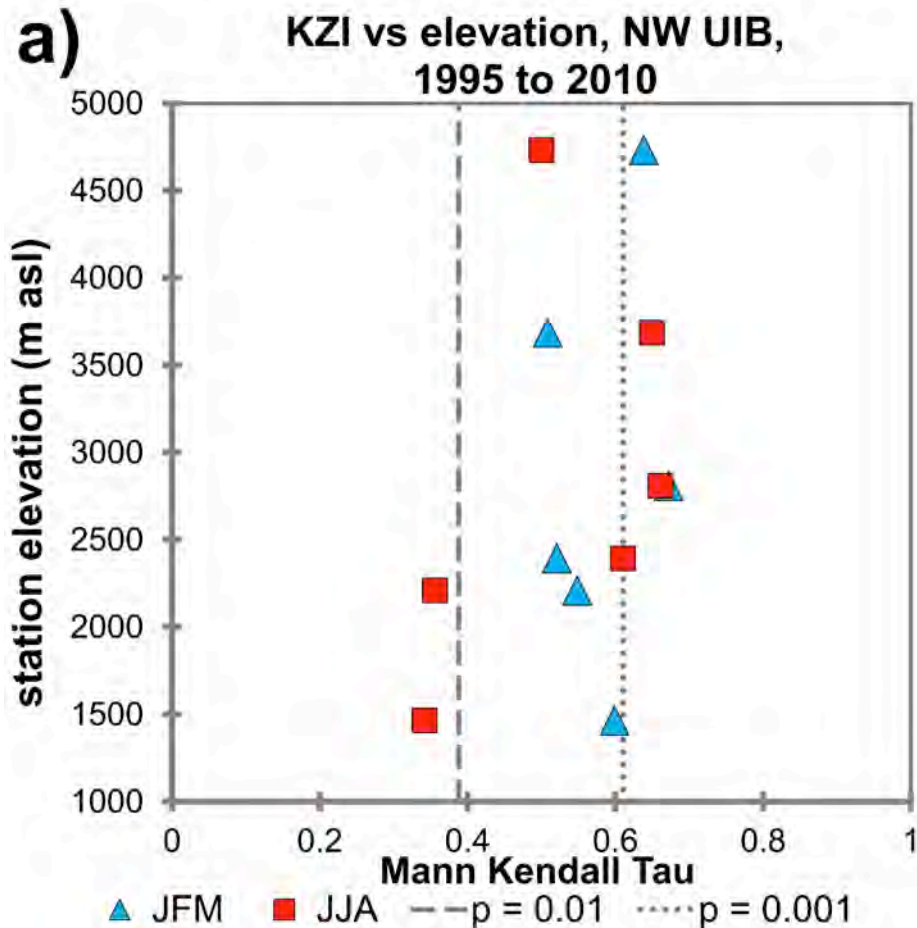 a)
KZI vs elevation, NW UIB,
1995 to 2010
station elevation (m asl)
5000
4500
4000
3500
3000
2500
2000
1500
1000
0 0.2 0.4 0.6 0.8 1
Mann Kendall Tau
JFM JJA p = 0.01 p = 0.001